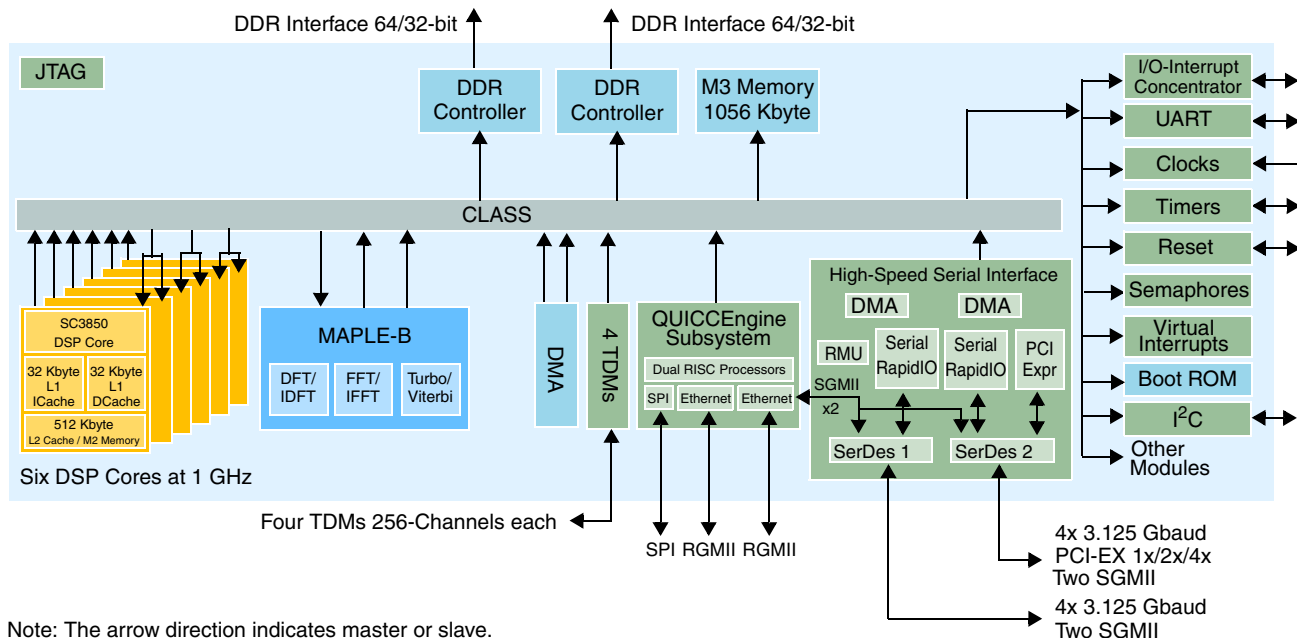 DDR Interface 64/32-bit
DDR Interface 64/32-bit
JTAG
DDR
Controller
DDR
Controller
M3 Memory
1056 Kbyte
I/O-Interrupt
Concentrator
UART
Clocks
Timers
Reset
Semaphores
Virtual
Interrupts
Boot ROM
I²C
Other
Modules
CLASS
SC3850
DSP Core
32 Kbyte
L1
ICache
32 Kbyte
L1
DCache
512 Kbyte
L2 Cache / M2 Memory
Six DSP Cores at 1 GHz
MAPLE-B
DFT/
IDFT
FFT/
IFFT
Turbo/
Viterbi
DMA
4 TDMs
QUICCEngine
Subsystem
Dual RISC Processors
SPI
Ethernet
Ethernet
High-Speed Serial Interface
DMA
DMA
RMU
Serial
RapidIO
Serial
RapidIO
PCI
Expr
SGMII
x2
SerDes 1
SerDes 2
Four TDMs 256-Channels each
SPI
RGMII
RGMII
4x 3.125 Gbaud
PCI-EX 1x/2x/4x
Two SGMII
4x 3.125 Gbaud
Two SGMII
Note: The arrow direction indicates master or slave.